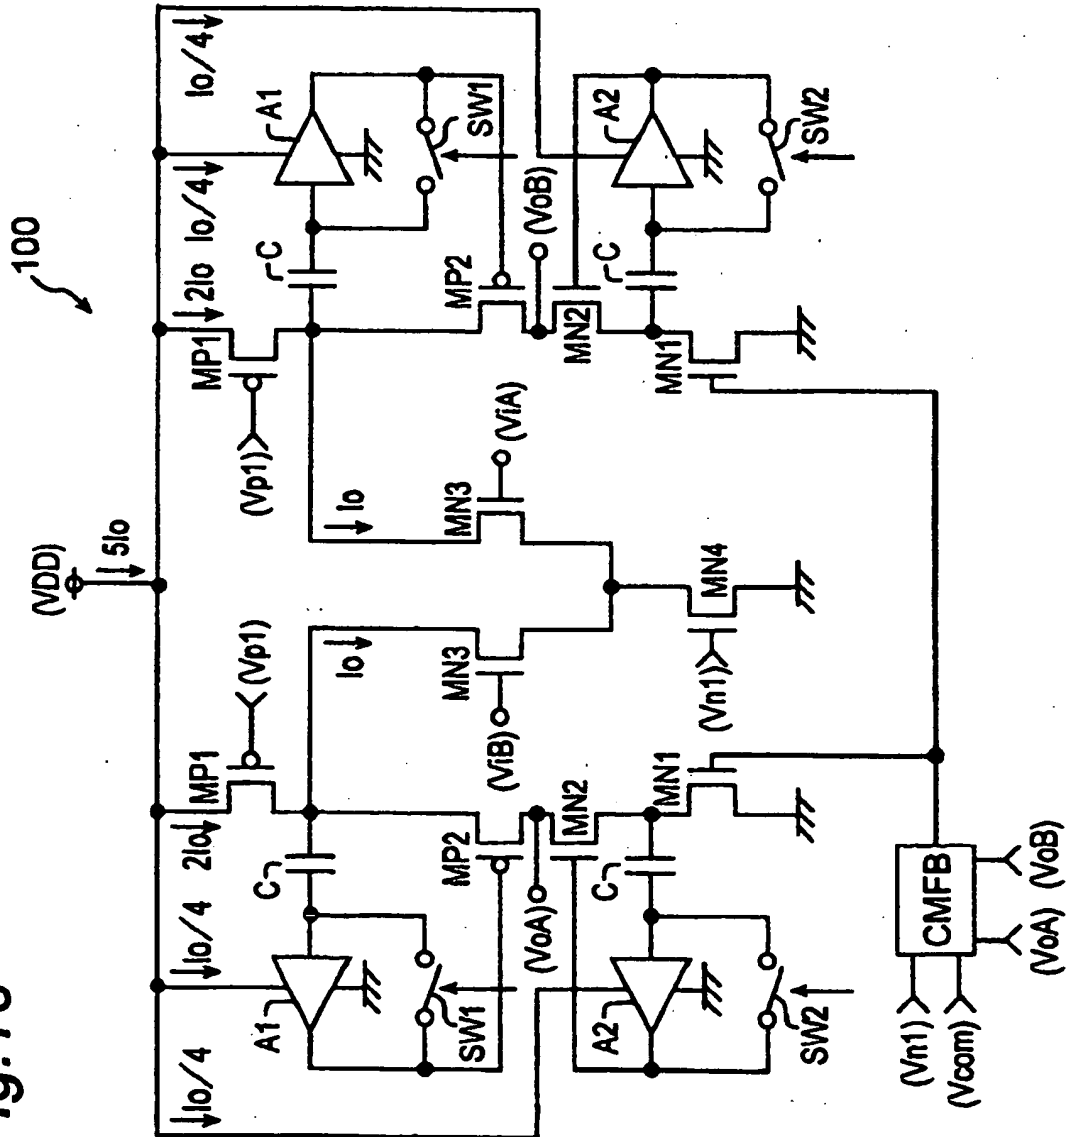 100
(VDD)
5Io
Io/4
Io/4
2Io
2Io
Io/4
Io/4
MP1
(Vp1)
(Vp1)
MP1
A1
C
C
A1
SW1
Io
Io
SW1
MP2
(ViB)
MN3
MN3
(ViA)
MP2
(VoA)
(VoB)
MN2
MN2
A2
C
C
A2
SW2
MN1
(Vn1)
MN4
MN1
SW2
CMFB
(Vn1)
(Vcom)
(VoA)
(VoB)